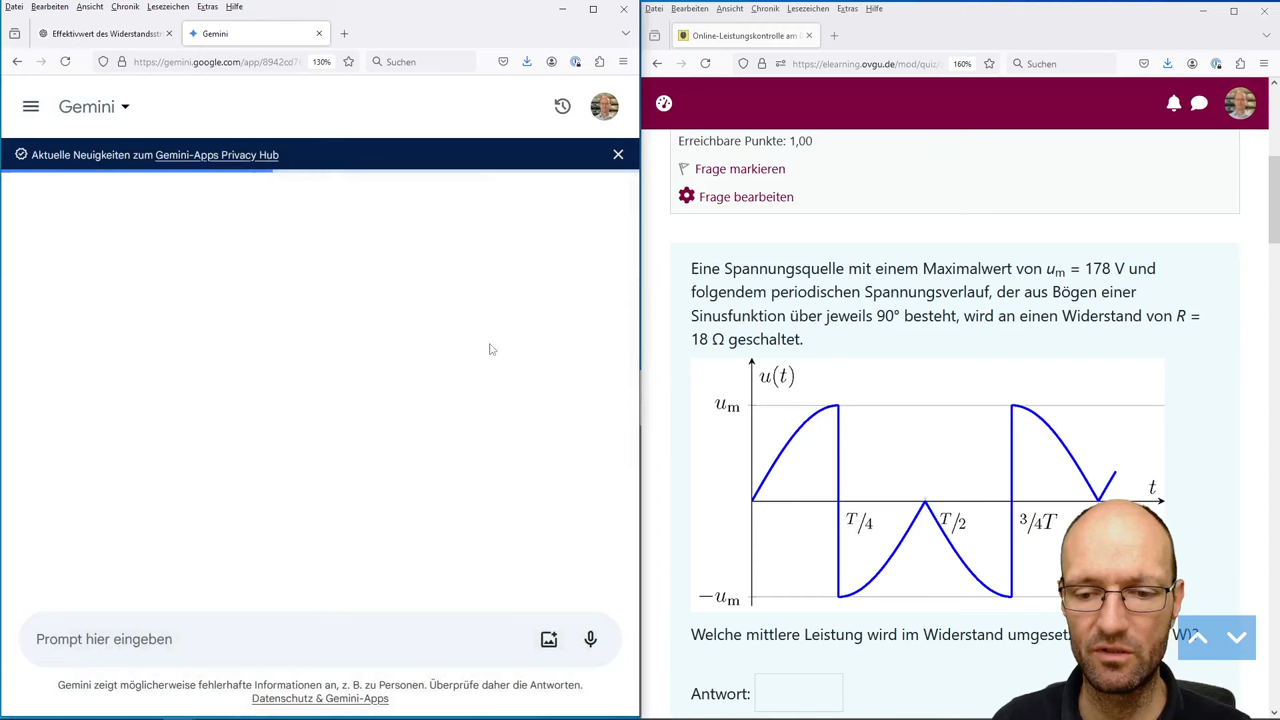 Datei Bearbeiten Ansicht Chronik Lesezeichen Extras Hilfe
Effektivwert des Widerstandsstr
Gemini
https://gemini.google.com/app/8942cd7
130%
Suchen
Gemini
Aktuelle Neuigkeiten zum Gemini-Apps Privacy Hub
Prompt hier eingeben
Gemini zeigt möglicherweise fehlerhafte Informationen an, z. B. zu Personen. Überprüfe daher die Antworten.
Datenschutz & Gemini-Apps
Datei Bearbeiten Ansicht Chronik Lesezeichen Extras Hilfe
Online-Leistungskontrolle am
https://elearning.ovgu.de/mod/quiz/
160%
Suchen
Erreichbare Punkte: 1,00
Frage markieren
Frage bearbeiten
Eine Spannungsquelle mit einem Maximalwert von um = 178 V und
folgendem periodischen Spannungsverlauf, der aus Bögen einer
Sinusfunktion über jeweils 90° besteht, wird an einen Widerstand von R =
18 Ω geschaltet.
u(t)
um
t
T/4
T/2
3/4T
−um
Welche mittlere Leistung wird im Widerstand umgeset W)?
Antwort: